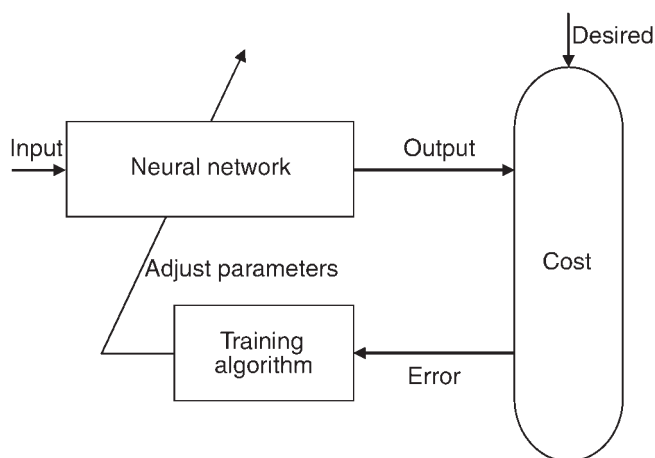 Desired
Input
Neural network
Output
Cost
Adjust parameters
Training
algorithm
Error